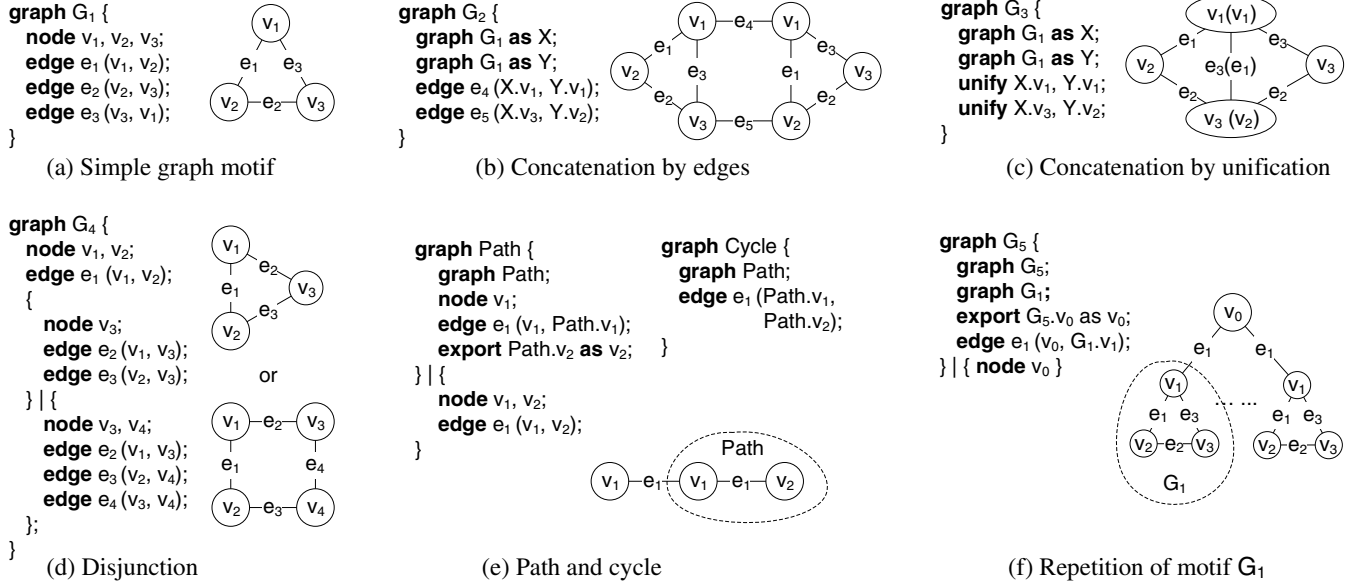 graph G₁ {
node v₁, v₂, v₃;
edge e₁ (v₁, v₂);
edge e₂ (v₂, v₃);
edge e₃ (v₃, v₁);
}
v₁
e₁ e₃
v₂ e₂ v₃
(a) Simple graph motif
graph G₂ {
graph G₁ as X;
graph G₁ as Y;
edge e₄ (X.v₁, Y.v₁);
edge e₅ (X.v₃, Y.v₂);
}
v₁ e₄ v₁
e₁ e₃
v₂ e₃ e₁ v₃
e₂ e₂
v₃ e₅ v₂
(b) Concatenation by edges
graph G₃ {
graph G₁ as X;
graph G₁ as Y;
unify X.v₁, Y.v₁;
unify X.v₃, Y.v₂;
}
v₁(v₁)
e₁ e₃
v₂ e₃(e₁) v₃
e₂ e₂
v₃ (v₂)
(c) Concatenation by unification
graph G₄ {
node v₁, v₂;
edge e₁ (v₁, v₂);
{
node v₃;
edge e₂ (v₁, v₃);
edge e₃ (v₂, v₃);
} | {
node v₃, v₄;
edge e₂ (v₁, v₃);
edge e₃ (v₂, v₄);
edge e₄ (v₃, v₄);
};
}
v₁
e₂
e₁ v₃
e₃
v₂
or
v₁ e₂ v₃
e₁ e₄
v₂ e₃ v₄
(d) Disjunction
graph Path {
graph Path;
node v₁;
edge e₁ (v₁, Path.v₁);
export Path.v₂ as v₂;
} | {
node v₁, v₂;
edge e₁ (v₁, v₂);
}
graph Cycle {
graph Path;
edge e₁ (Path.v₁,
Path.v₂);
}
Path
v₁ e₁ v₁ e₁ v₂
(e) Path and cycle
graph G₅ {
graph G₅;
graph G₁;
export G₅.v₀ as v₀;
edge e₁ (v₀, G₁.v₁);
} | { node v₀ }
v₀
e₁ e₁
v₁ v₁
e₁ e₃ ... ... e₁ e₃
v₂ e₂ v₃ v₂ e₂ v₃
G₁
(f) Repetition of motif G₁